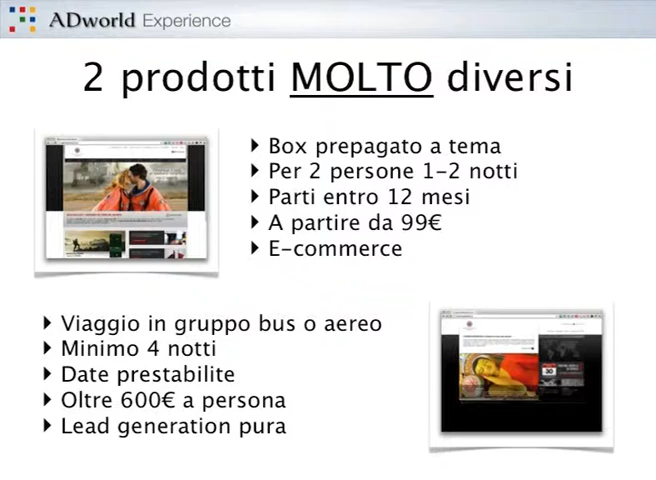 ADworld Experience
2 prodotti MOLTO diversi
Box prepagato a tema
Per 2 persone 1-2 notti
Parti entro 12 mesi
A partire da 99€
E-commerce
Viaggio in gruppo bus o aereo
Minimo 4 notti
Date prestabilite
Oltre 600€ a persona
Lead generation pura
30